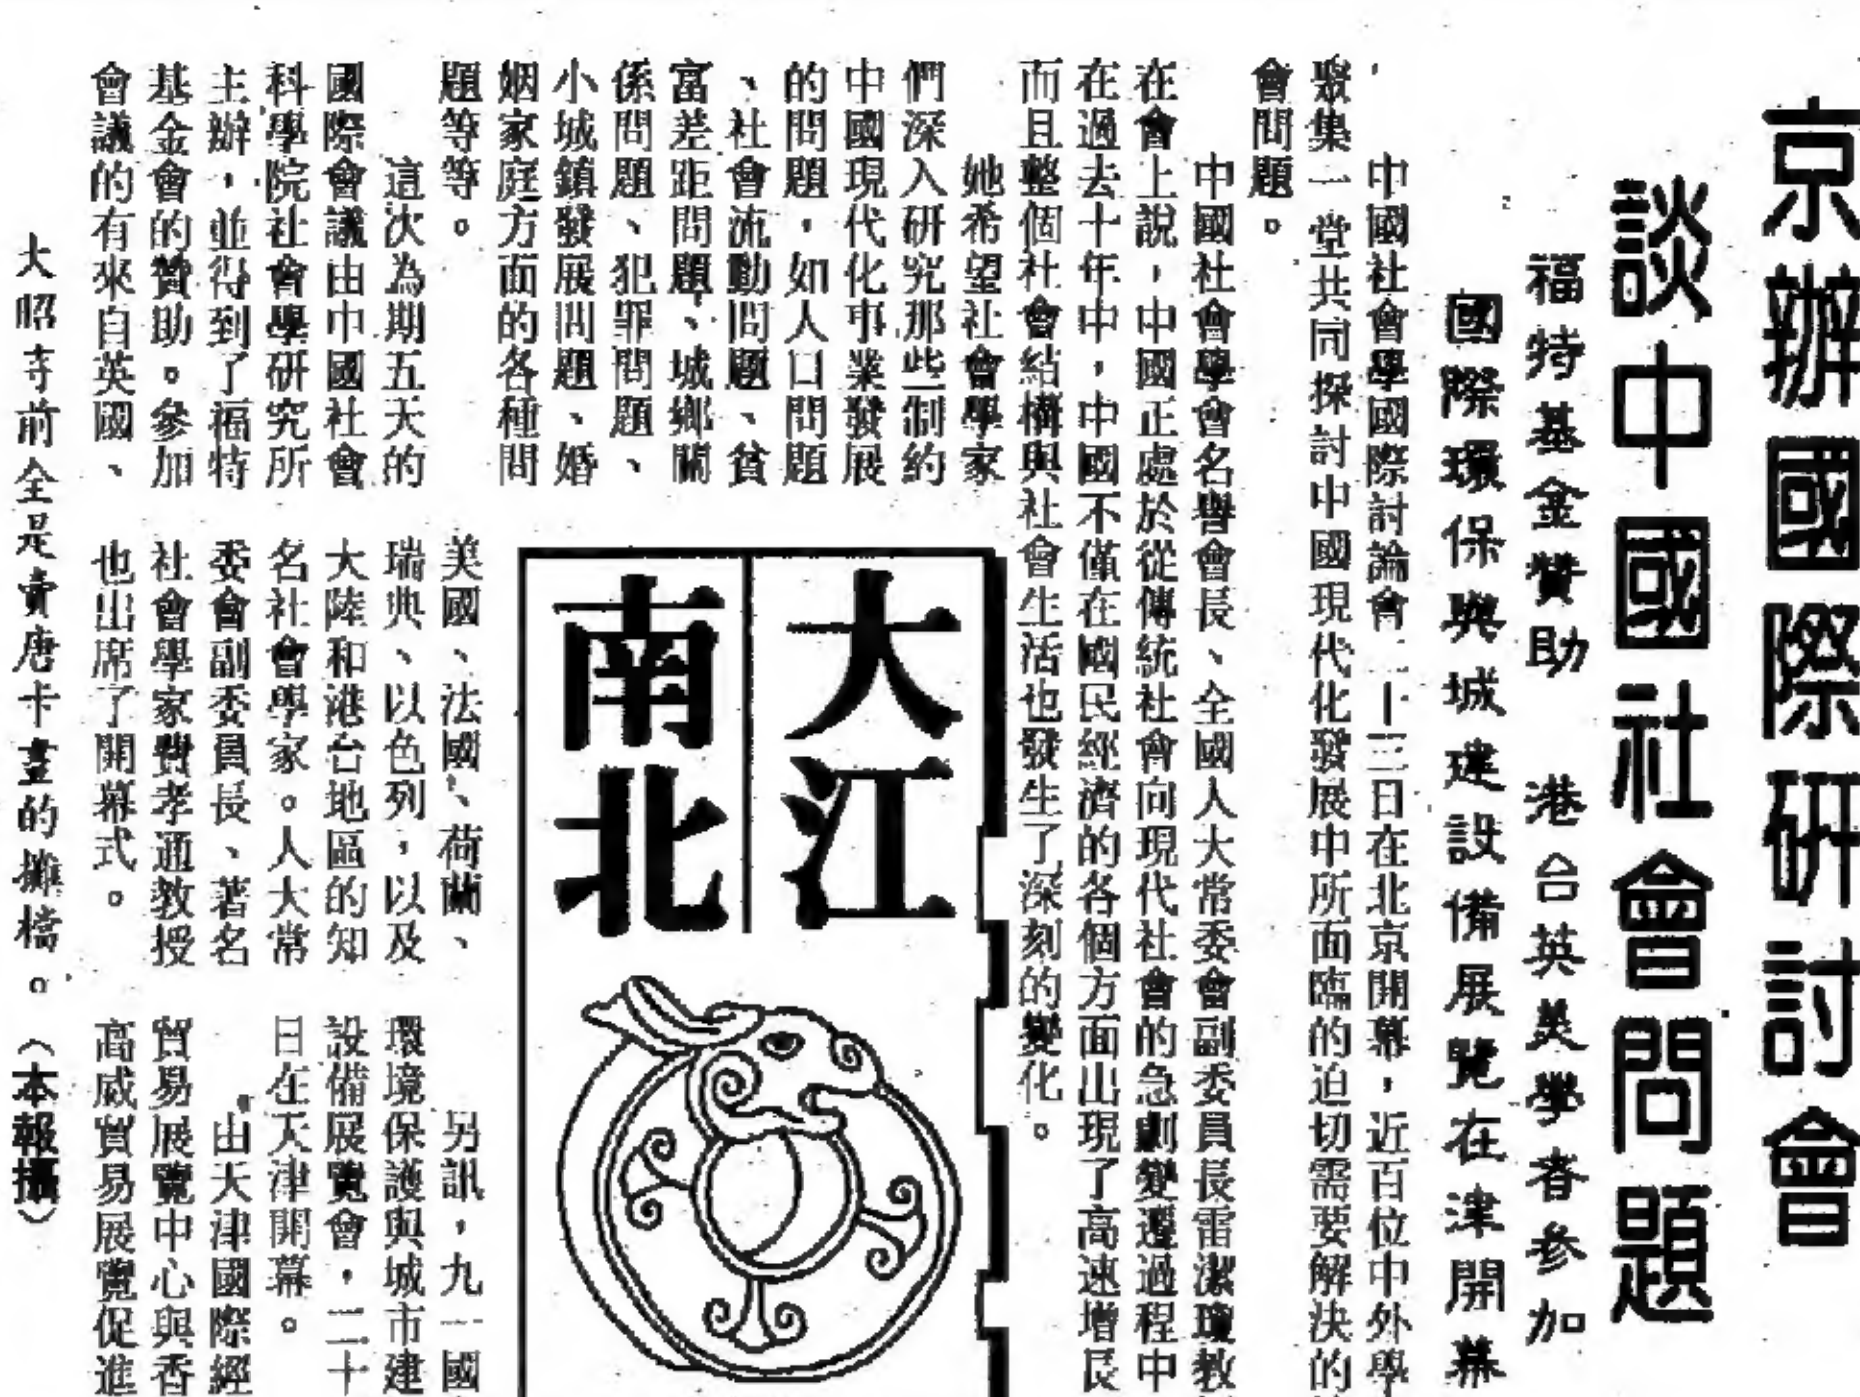 京辦國際研討會
談中國社會問題
福特基金贊助 港台英美學者參加
國際環保與城建設備展覽在津開幕
中國社會學國際討論會二十三日在北京開幕，近百位中外學
聚集一堂共同探討中國現代化發展中所面臨的迫切需要解決的
會問題。
中國社會學會名譽會長、全國人大常委會副委員長雷潔瓊教
在會上說，中國正處於從傳統社會向現代社會的急劇變遷過程中
在過去十年中，中國不僅在國民經濟的各個方面出現了高速增長
而且整個社會結構與社會生活也發生了深刻的變化。
她希望社會學家
們深入研究那些制約
中國現代化事業發展
的問題，如人口問題
、社會流動問題、貧
富差距問題、城鄉關
係問題、犯罪問題、
小城鎮發展問題、婚
姻家庭方面的各種問
題等等。
這次為期五天的
國際會議由中國社會
科學院社會學研究所
主辦，並得到了福特
基金會的贊助。參加
會議的有來自英國、
大江
南北
美國、法國、荷蘭、
瑞典、以色列，以及
大陸和港台地區的知
名社會學家。人大常
委會副委員長、著名
社會學家費孝通教授
也出席了開幕式。
另訊，九一國
環境保護與城市建
設備展覽會，二十
日在天津開幕。
由天津國際經
貿易展覽中心與香
高威貿易展覽促進
大昭寺前全是賣唐卡畫的攤檔。（本報攝）